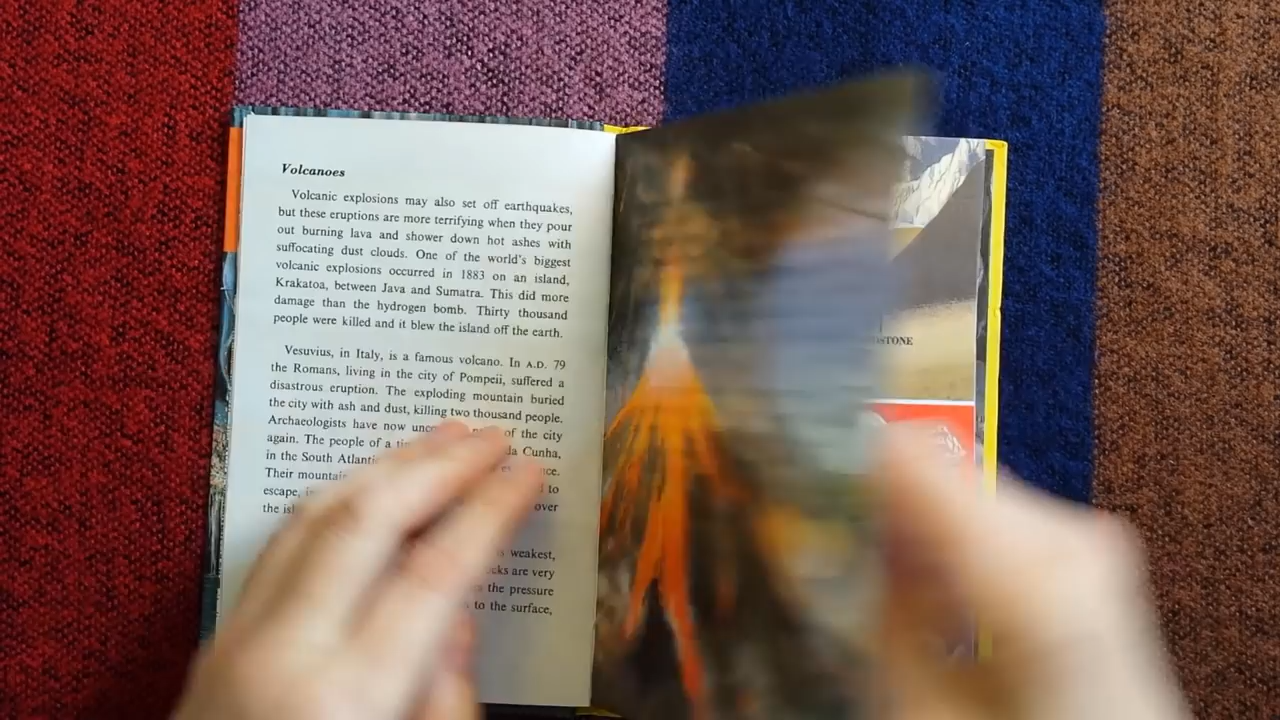 Volcanoes
Volcanic explosions may also set off earthquakes,
but these eruptions are more terrifying when they pour
out burning lava and shower down hot ashes with
suffocating dust clouds. One of the world's biggest
volcanic explosions occurred in 1883 on an island,
Krakatoa, between Java and Sumatra. This did more
damage than the hydrogen bomb. Thirty thousand
people were killed and it blew the island off the earth.
Vesuvius, in Italy, is a famous volcano. In A.D. 79
the Romans, living in the city of Pompeii, suffered a
disastrous eruption. The exploding mountain buried
the city with ash and dust, killing two thousand people.
Archaeologists have now of the city
again. The people of a da Cunha,
in the South
Their
escape, to
the over
weakest,
are very
the pressure
to the surface,